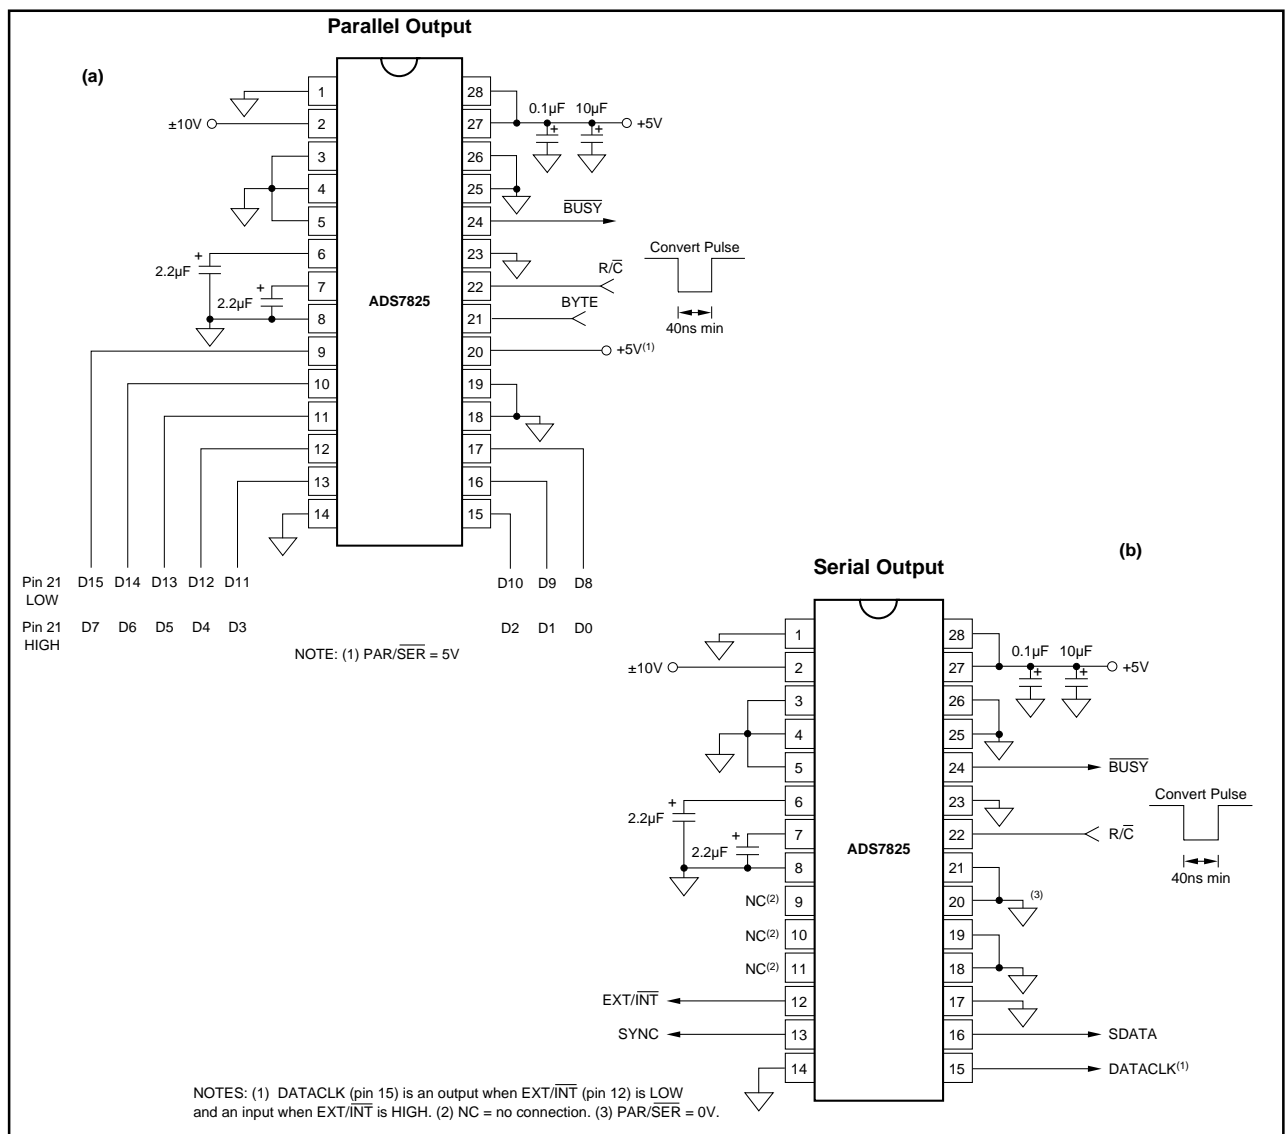 Parallel Output
(a)
1 28
0.1µF 10µF
±10V 2 27 + + +5V
3 26
4 25
5 24 B̅U̅S̅Y̅
Convert Pulse
+ 6 23
2.2µF
R/C̅
+ 7 22
2.2µF
ADS7825
BYTE
8 21
40ns min
9 20 +5V(1)
10 19
11 18
12 17
13 16
14 15
Pin 21 LOW D15 D14 D13 D12 D11 D10 D9 D8
Pin 21 HIGH D7 D6 D5 D4 D3 D2 D1 D0
NOTE: (1) PAR/S̅E̅R̅ = 5V
(b)
Serial Output
1 28
0.1µF 10µF
±10V 2 27 + + +5V
3 26
4 25
5 24 B̅U̅S̅Y̅
Convert Pulse
+ 6 23
2.2µF
+ 7 22 R/C̅
2.2µF
ADS7825
8 21
40ns min
NC(2) 9 20 (3)
NC(2) 10 19
NC(2) 11 18
EXT/I̅N̅T̅ 12 17
SYNC 13 16 SDATA
14 15 DATACLK(1)
NOTES: (1) DATACLK (pin 15) is an output when EXT/I̅N̅T̅ (pin 12) is LOW
and an input when EXT/I̅N̅T̅ is HIGH. (2) NC = no connection. (3) PAR/S̅E̅R̅ = 0V.